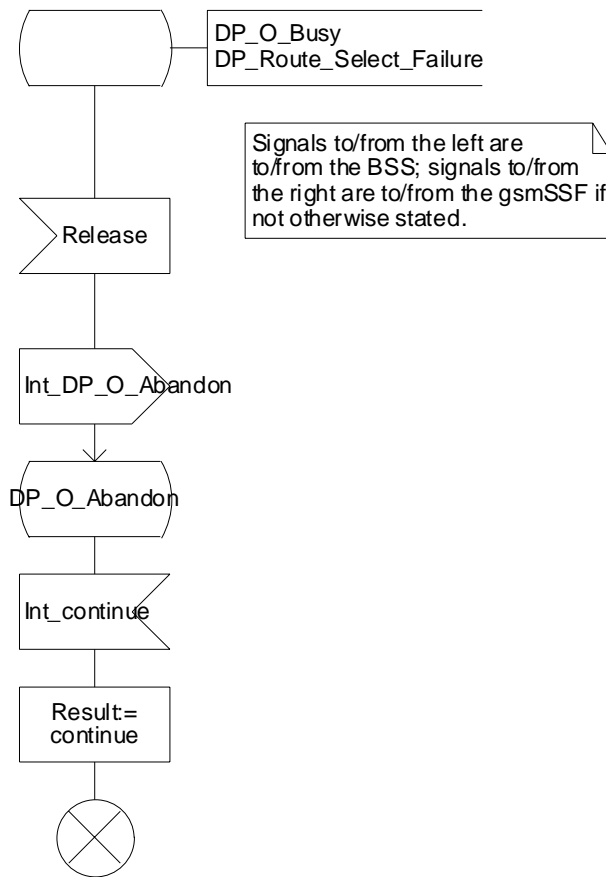 DP_O_Busy
DP_Route_Select_Failure
Signals to/from the left are
to/from the BSS; signals to/from
the right are to/from the gsmSSF if
not otherwise stated.
Release
Int_DP_O_Abandon
DP_O_Abandon
Int_continue
Result:=
continue